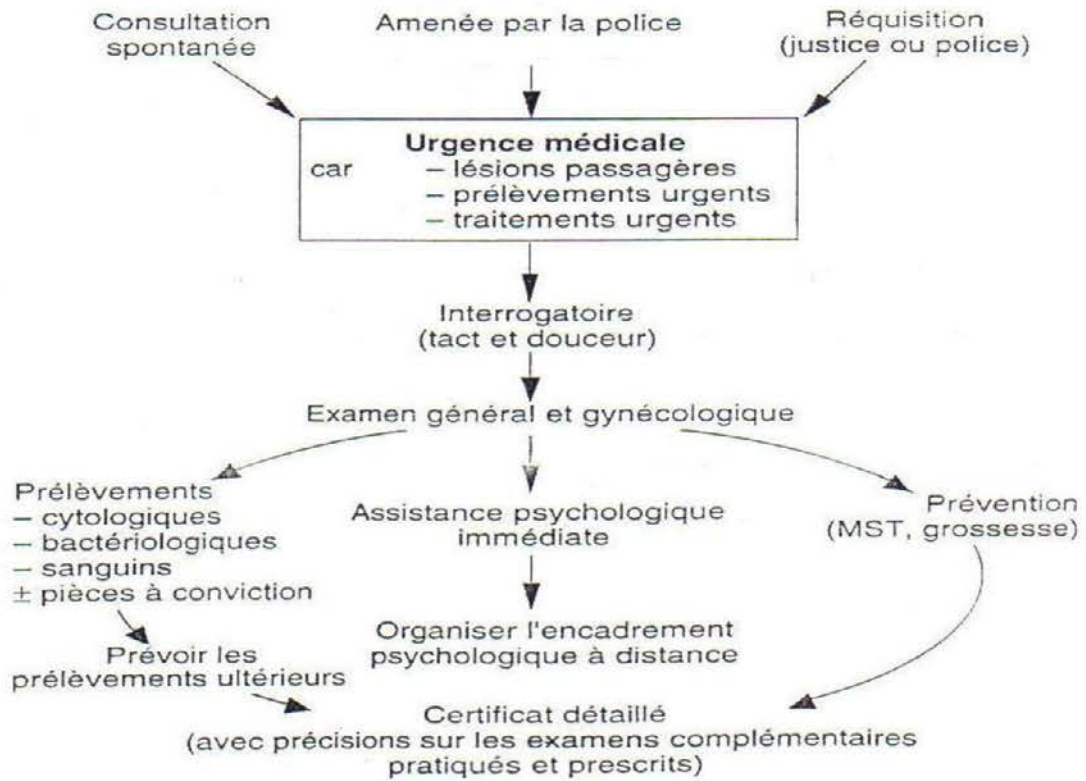 Consultation
spontanée
Amenée par la police
Réquisition
(justice ou police)
Urgence médicale
car – lésions passagères
– prélèvements urgents
– traitements urgents
Interrogatoire
(tact et douceur)
Examen général et gynécologique
Prélèvements
– cytologiques
– bactériologiques
– sanguins
± pièces à conviction
Assistance psychologique
immédiate
Prévention
(MST, grossesse)
Prévoir les
prélèvements ultérieurs
Organiser l'encadrement
psychologique à distance
Certificat détaillé
(avec précisions sur les examens complémentaires
pratiqués et prescrits)